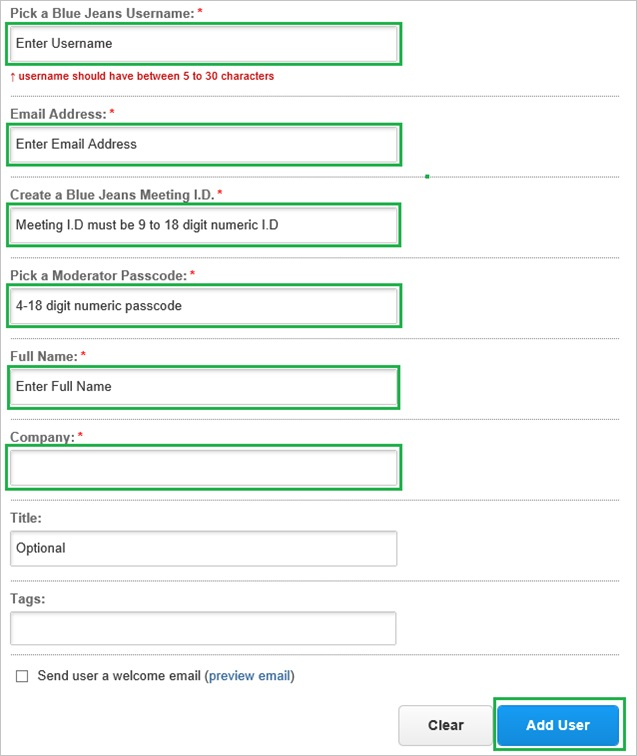 Pick a Blue Jeans Username: *
Enter Username
↑ username should have between 5 to 30 characters
Email Address: *
Enter Email Address
Create a Blue Jeans Meeting I.D. *
Meeting I.D must be 9 to 18 digit numeric I.D
Pick a Moderator Passcode: *
4-18 digit numeric passcode
Full Name: *
Enter Full Name
Company: *
Title:
Optional
Tags:
Send user a welcome email (preview email)
Clear Add User